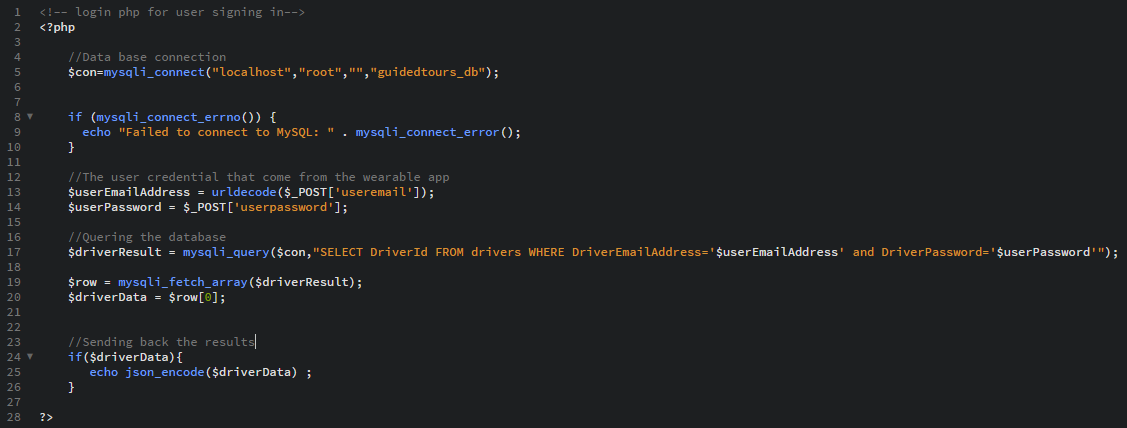 1 <!-- login php for user signing in-->
2 <?php
3
4 //Data base connection
5 $con=mysqli_connect("localhost","root","","guidedtours_db");
6
7
8 if (mysqli_connect_errno()) {
9 echo "Failed to connect to MySQL: " . mysqli_connect_error();
10 }
11
12 //The user credential that come from the wearable app
13 $userEmailAddress = urldecode($_POST['useremail']);
14 $userPassword = $_POST['userpassword'];
15
16 //Quering the database
17 $driverResult = mysqli_query($con,"SELECT DriverId FROM drivers WHERE DriverEmailAddress='$userEmailAddress' and DriverPassword='$userPassword'");
18
19 $row = mysqli_fetch_array($driverResult);
20 $driverData = $row[0];
21
22
23 //Sending back the results
24 if($driverData){
25 echo json_encode($driverData) ;
26 }
27
28 ?>